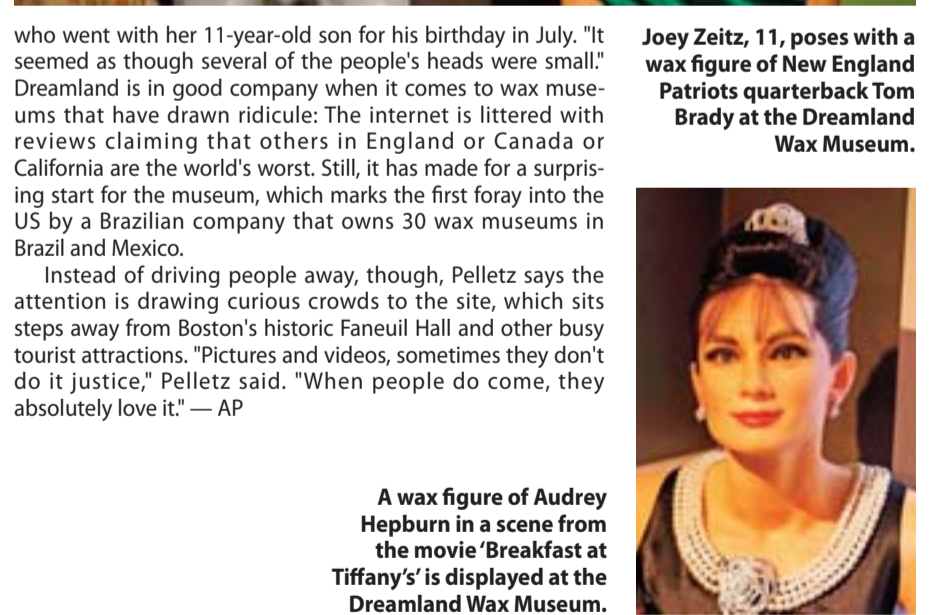 who went with her 11-year-old son for his birthday in July. "It
seemed as though several of the people's heads were small."
Dreamland is in good company when it comes to wax muse-
ums that have drawn ridicule: The internet is littered with
reviews claiming that others in England or Canada or
California are the world's worst. Still, it has made for a surpris-
ing start for the museum, which marks the first foray into the
US by a Brazilian company that owns 30 wax museums in
Brazil and Mexico.
Instead of driving people away, though, Pelletz says the
attention is drawing curious crowds to the site, which sits
steps away from Boston's historic Faneuil Hall and other busy
tourist attractions. "Pictures and videos, sometimes they don't
do it justice," Pelletz said. "When people do come, they
absolutely love it." — AP
Joey Zeitz, 11, poses with a
wax figure of New England
Patriots quarterback Tom
Brady at the Dreamland
Wax Museum.
A wax figure of Audrey
Hepburn in a scene from
the movie 'Breakfast at
Tiffany's' is displayed at the
Dreamland Wax Museum.